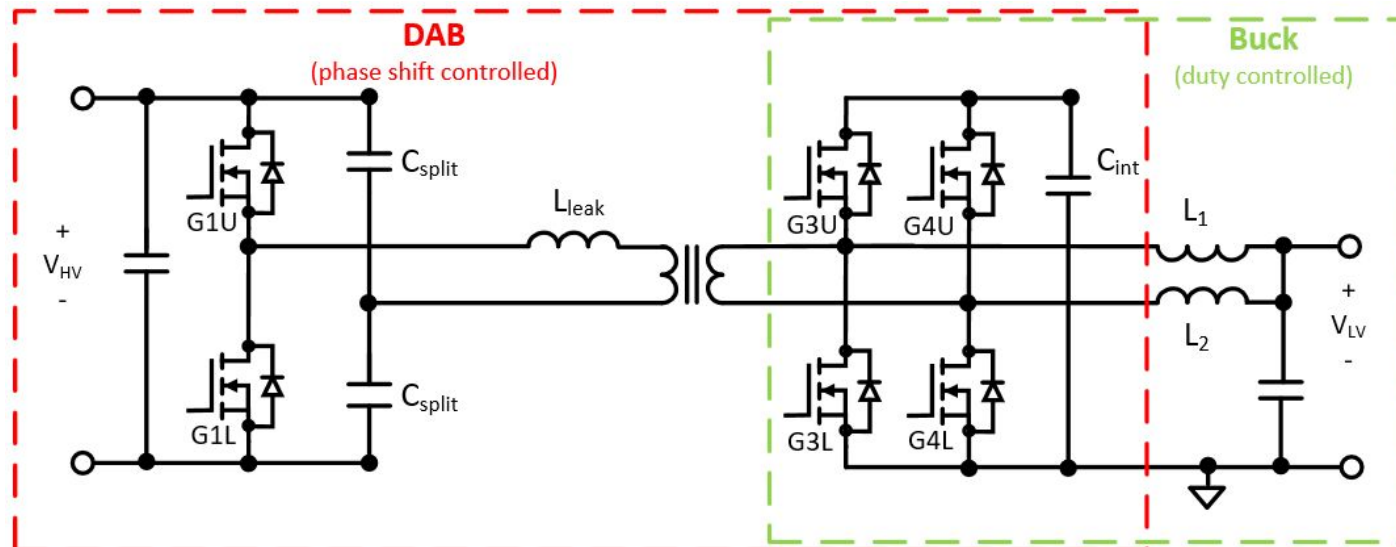 DAB
(phase shift controlled)
Buck
(duty controlled)
G1U
Csplit
Lleak
G3U
G4U
Cint
L1
+
VHV
-
L2
+
VLV
-
G1L
Csplit
G3L
G4L